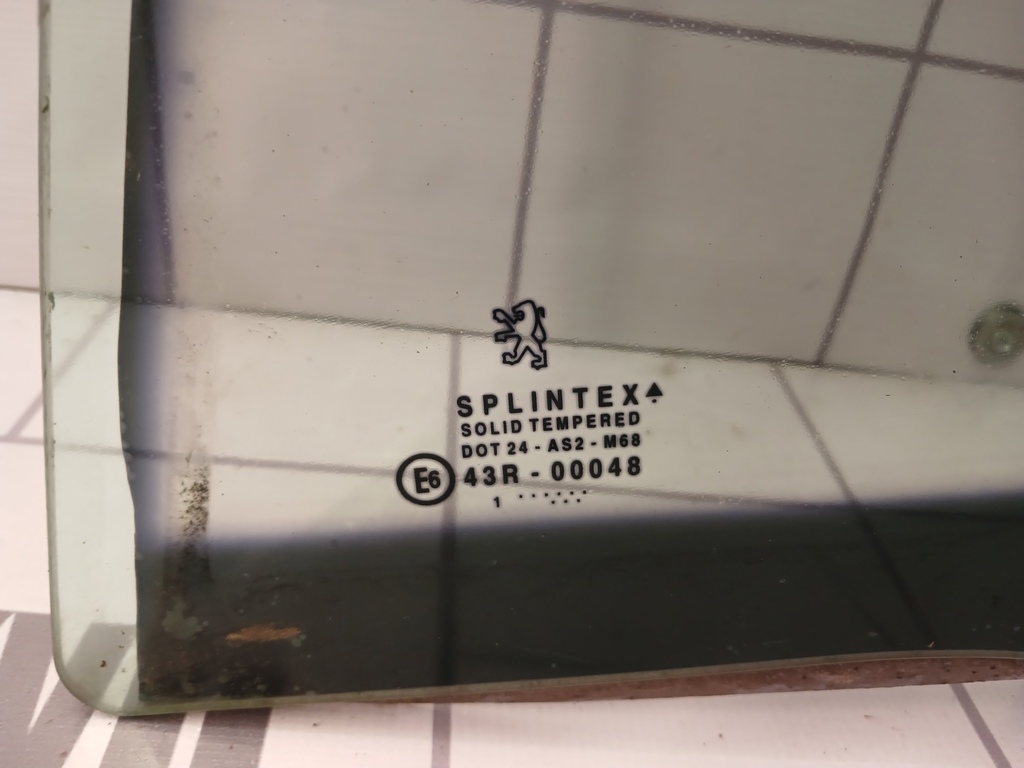 SPLINTEX
SOLID TEMPERED
DOT 24 - AS2 - M68
E6 43R - 00048
1